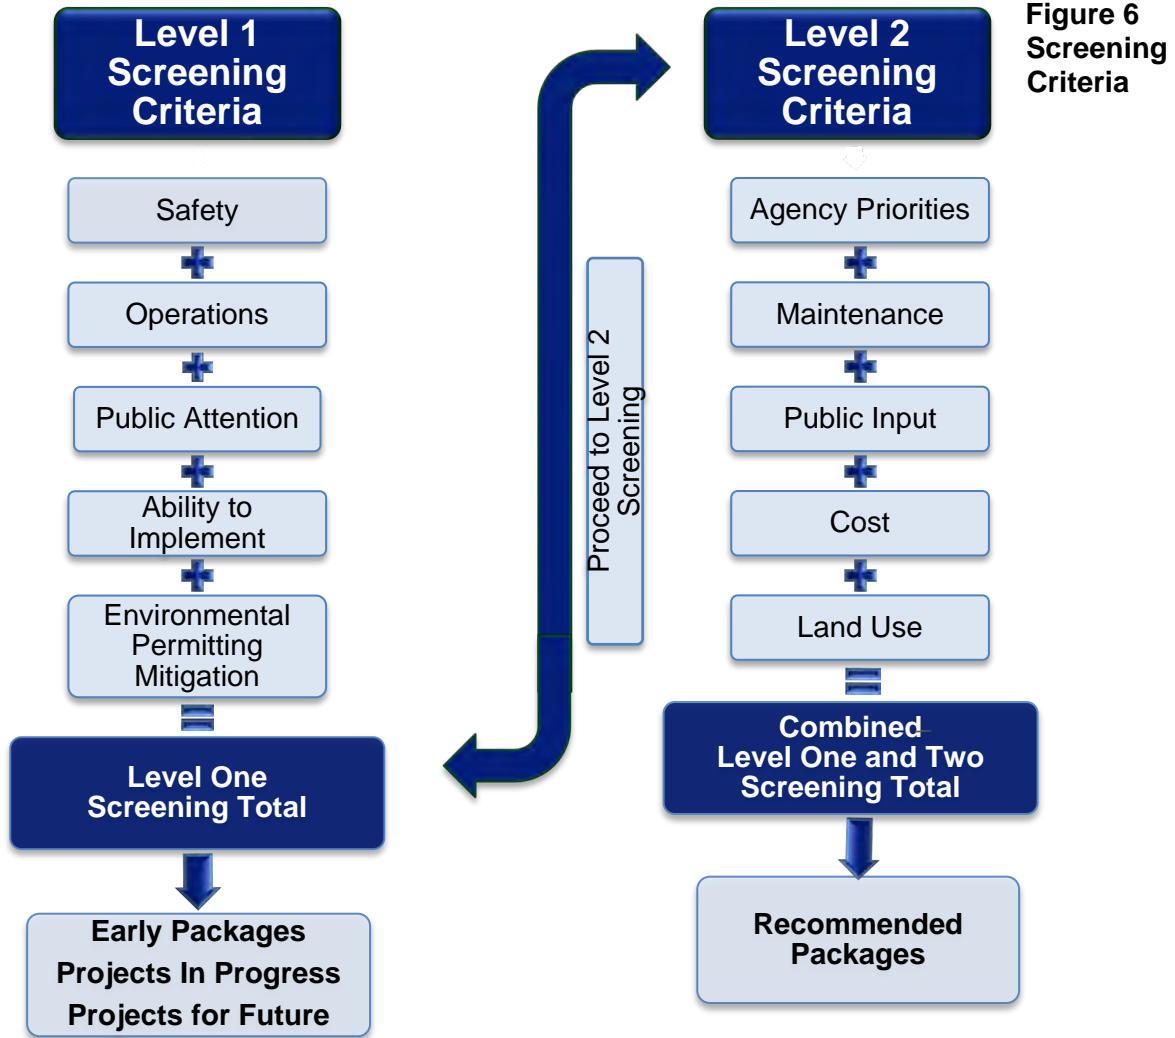 Figure 6
Screening
Criteria
Level 1
Screening
Criteria
Safety
Operations
Public Attention
Ability to
Implement
Environmental
Permitting
Mitigation
Level One
Screening Total
Early Packages
Projects In Progress
Projects for Future
Proceed to Level 2
Screening
Level 2
Screening
Criteria
Agency Priorities
Maintenance
Public Input
Cost
Land Use
Combined
Level One and Two
Screening Total
Recommended
Packages